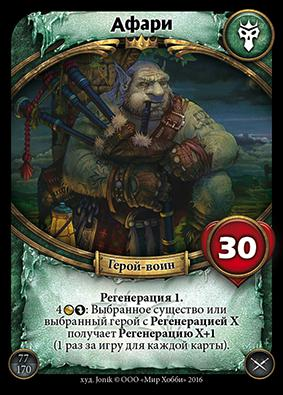 Афари
30
Герой-воин
Регенерация 1.
4: Выбранное существо или
выбранный герой с Регенерацией X
получает Регенерацию X+1
(1 раз за игру для каждой карты).
77
170
худ. Jonik © ООО «Мир Хобби» 2016